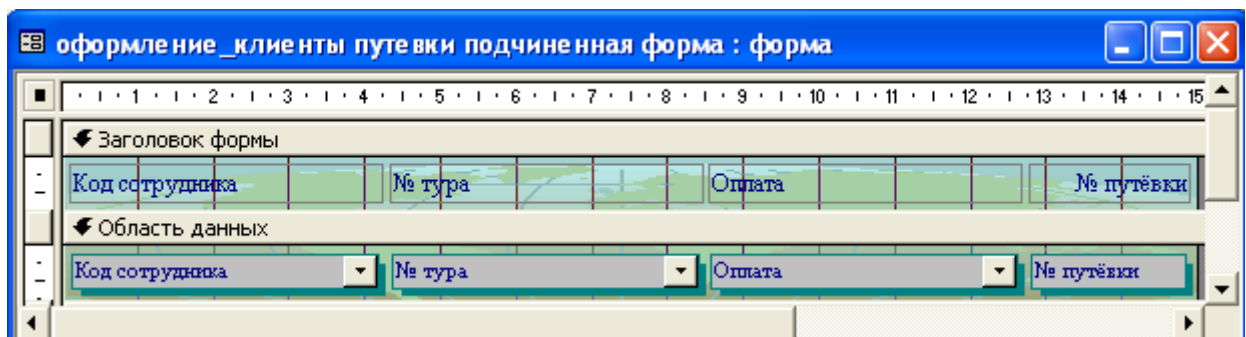 оформление_клиенты путевки подчиненная форма : форма
1 2 3 4 5 6 7 8 9 10 11 12 13 14 15
Заголовок формы
Код сотрудника № тура Оплата № путёвки
Область данных
Код сотрудника № тура Оплата № путёвки